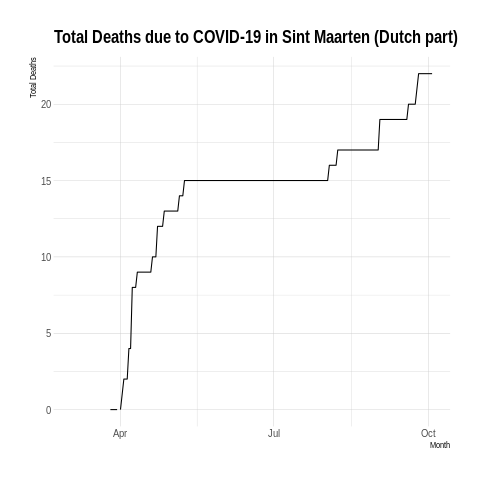 Total Deaths due to COVID-19 in Sint Maarten (Dutch part)
Total Deaths
20
15
10
5
0
Apr Jul Oct
Month